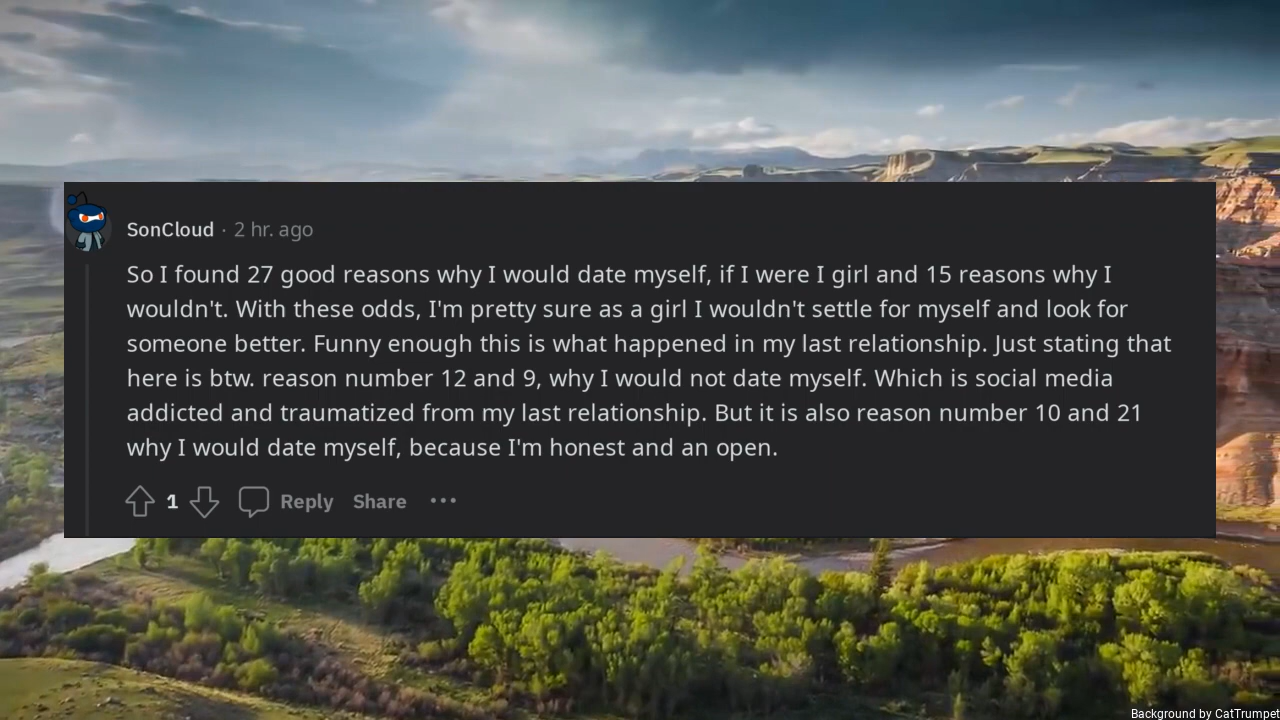 SonCloud · 2 hr. ago
So I found 27 good reasons why I would date myself, if I were I girl and 15 reasons why I
wouldn't. With these odds, I'm pretty sure as a girl I wouldn't settle for myself and look for
someone better. Funny enough this is what happened in my last relationship. Just stating that
here is btw. reason number 12 and 9, why I would not date myself. Which is social media
addicted and traumatized from my last relationship. But it is also reason number 10 and 21
why I would date myself, because I'm honest and an open.
1 Reply Share ···
Background by CatTrumpet